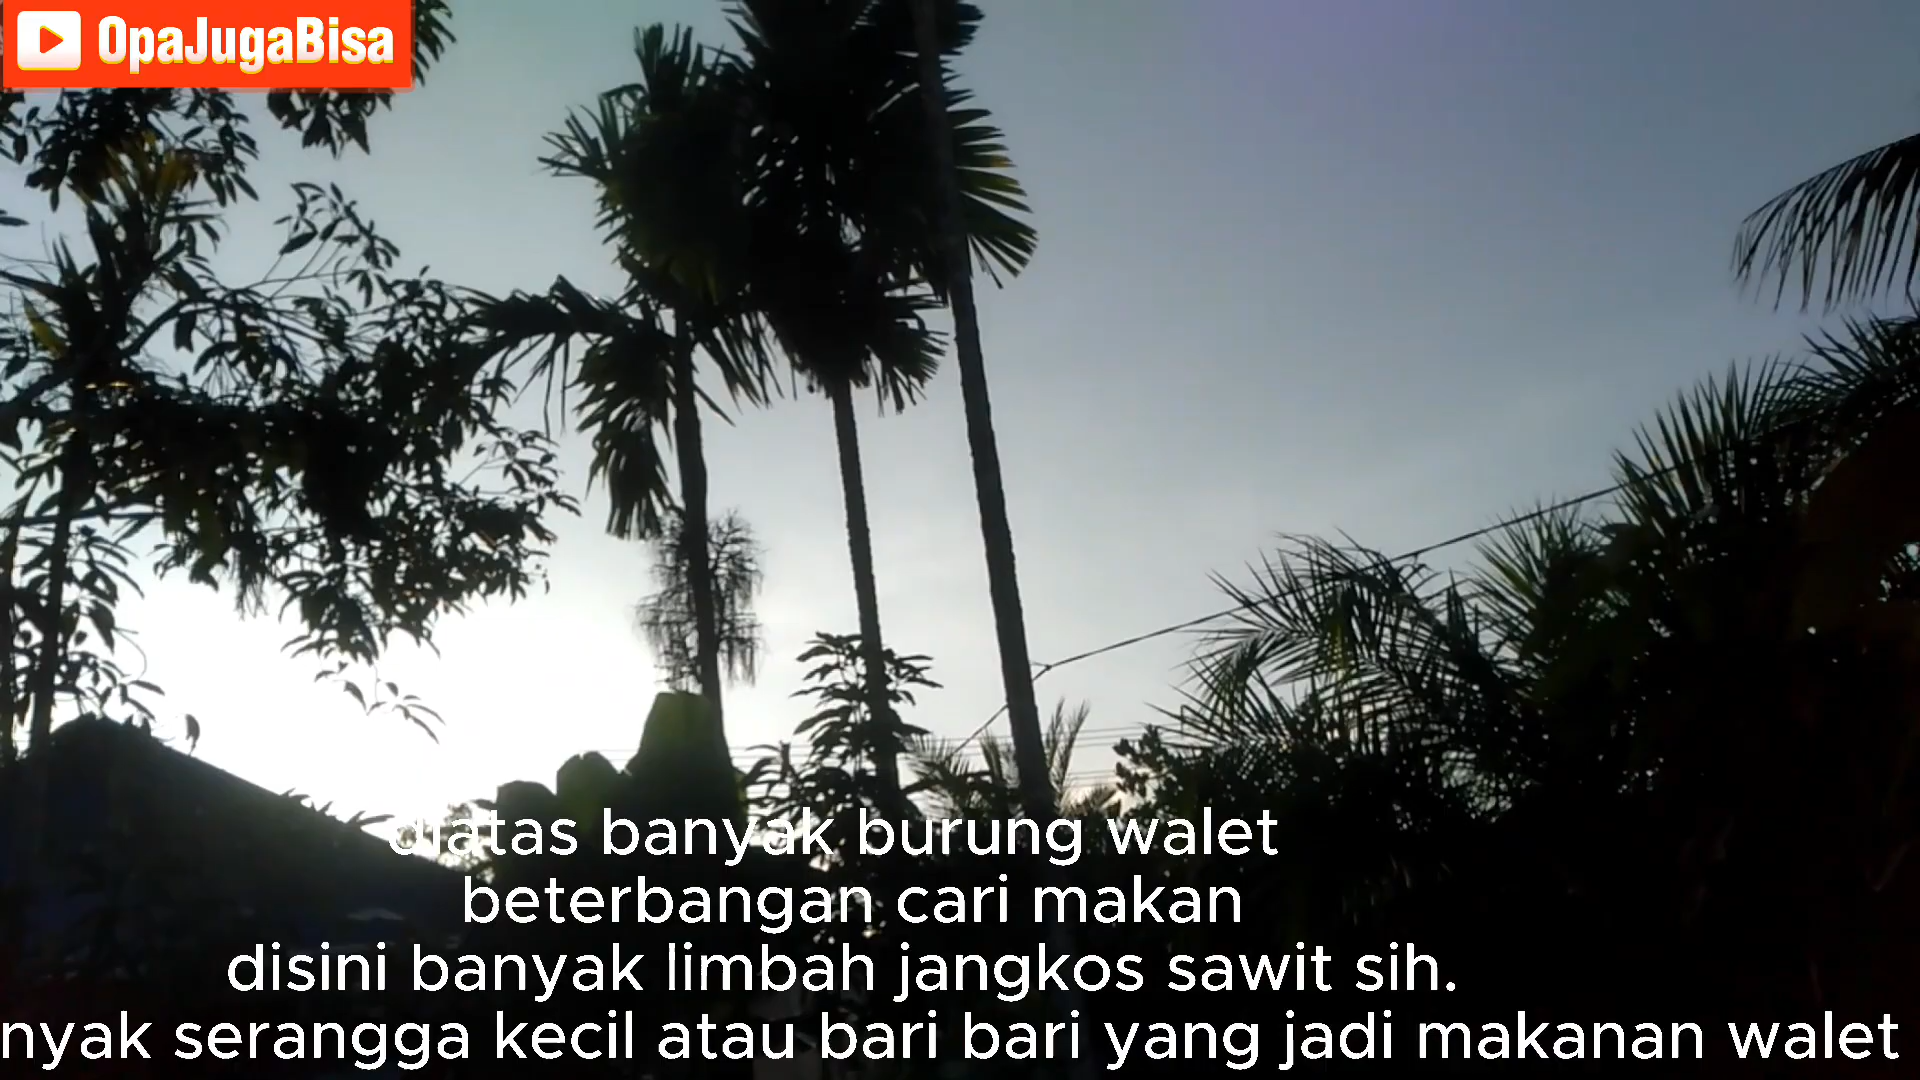 OpaJugaBisa
diatas banyak burung walet
beterbangan cari makan
disini banyak limbah jangkos sawit sih.
nyak serangga kecil atau bari bari yang jadi makanan walet